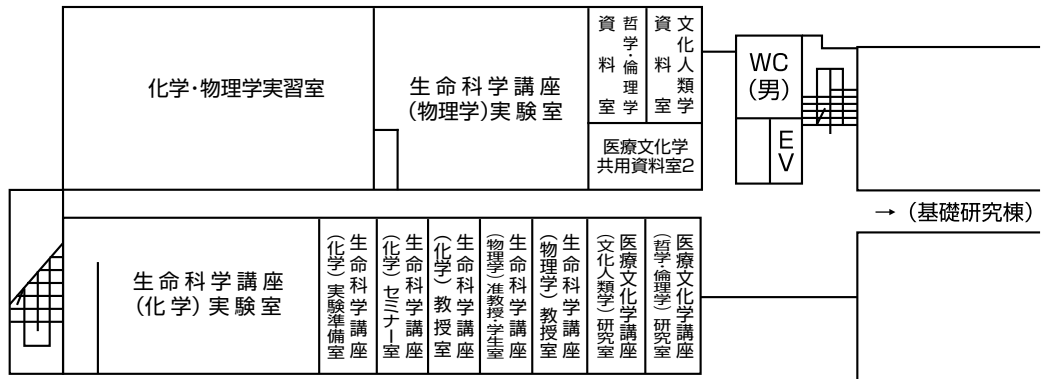 化学・物理学実習室
生命科学講座
(物理学)実験室
哲学・倫理学
資料室
文化人類学
資料室
医療文化学
共用資料室2
WC
(男)
EV
→(基礎研究棟)
生命科学講座
(化学)実験室
生命科学講座
(化学)実験準備室
生命科学講座
(化学)セミナー室
生命科学講座
(化学)教授室
生命科学講座
(物理学)准教授・学生室
生命科学講座
(物理学)教授室
医療文化学講座
(文化人類学)研究室
医療文化学講座
(哲学・倫理学)研究室